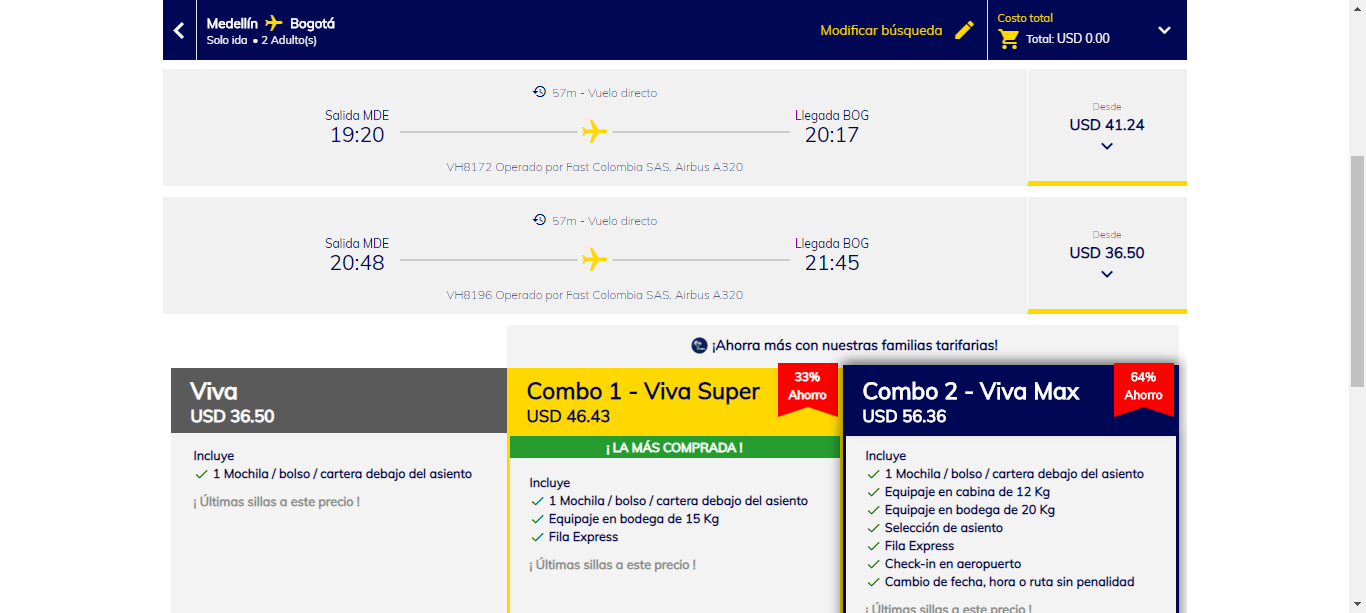 Medellín Bogotá
Solo ida • 2 Adulto(s)
Modificar búsqueda
Costo total
Total: USD 0.00
57m - Vuelo directo
Salida MDE
19:20
Llegada BOG
20:17
VH8172 Operado por Fast Colombia SAS. Airbus A320
Desde
USD 41.24
57m - Vuelo directo
Salida MDE
20:48
Llegada BOG
21:45
VH8196 Operado por Fast Colombia SAS. Airbus A320
Desde
USD 36.50
¡Ahorra más con nuestras familias tarifarias!
Viva
USD 36.50
Incluye
1 Mochila / bolso / cartera debajo del asiento
¡ Últimas sillas a este precio !
Combo 1 - Viva Super
USD 46.43
33%
Ahorro
¡ LA MÁS COMPRADA !
Incluye
1 Mochila / bolso / cartera debajo del asiento
Equipaje en bodega de 15 Kg
Fila Express
¡ Últimas sillas a este precio !
Combo 2 - Viva Max
USD 56.36
64%
Ahorro
Incluye
1 Mochila / bolso / cartera debajo del asiento
Equipaje en cabina de 12 Kg
Equipaje en bodega de 20 Kg
Selección de asiento
Fila Express
Check-in en aeropuerto
Cambio de fecha, hora o ruta sin penalidad
¡ Últimas sillas a este precio !